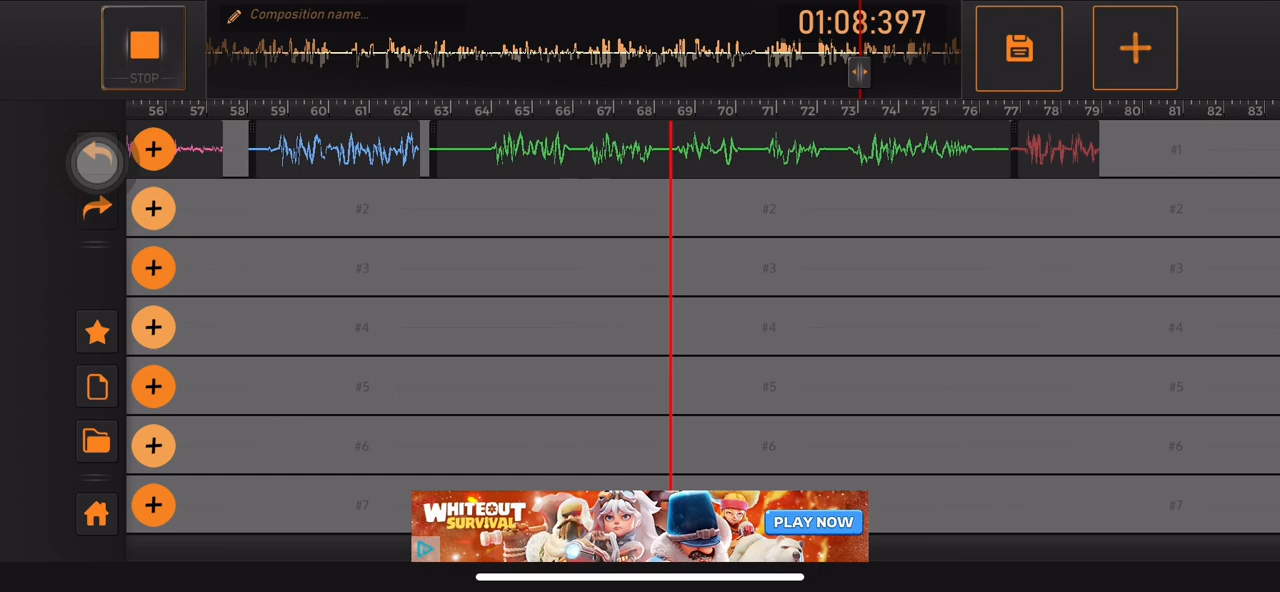 Composition name...
01:08:397
STOP
56 57 58 59 60 61 62 63 64 65 66 67 68 69 70 71 72 73 74 75 76 77 78 79 80 81 82 83
#1
#2 #2 #2
#3 #3 #3
#4 #4 #4
#5 #5 #5
#6 #6 #6
#7 #7
WHITEOUT
SURVIVAL
PLAY NOW